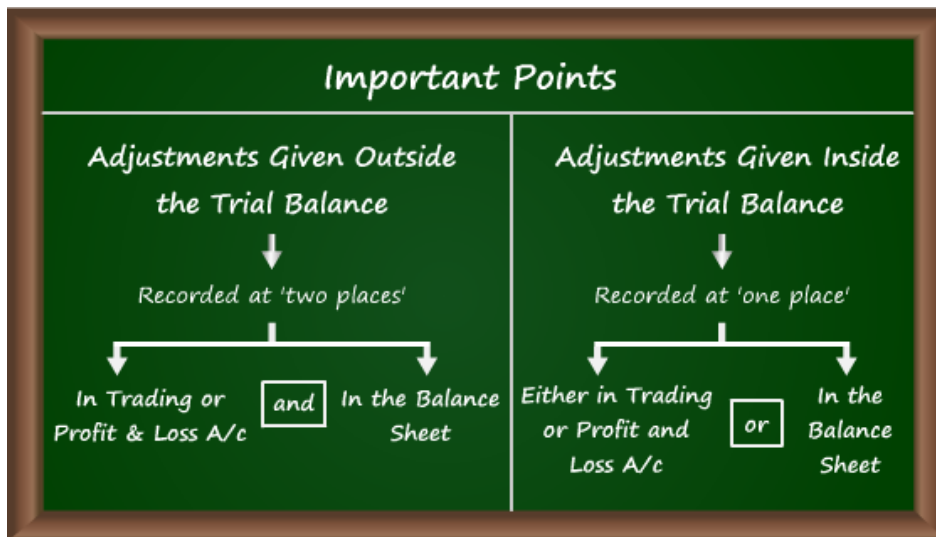 Important Points
Adjustments Given Outside
the Trial Balance
Recorded at 'two places'
In Trading or
Profit & Loss A/c
and
In the Balance
Sheet
Adjustments Given Inside
the Trial Balance
Recorded at 'one place'
Either in Trading
or Profit and
Loss A/c
or
In the
Balance
Sheet